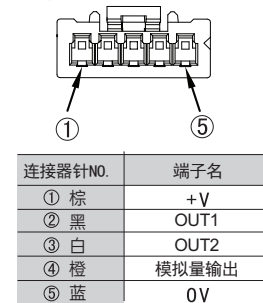 ① ⑤
连接器针NO. 端子名
① 棕 +V
② 黑 OUT1
③ 白 OUT2
④ 橙 模拟量输出
⑤ 蓝 0V